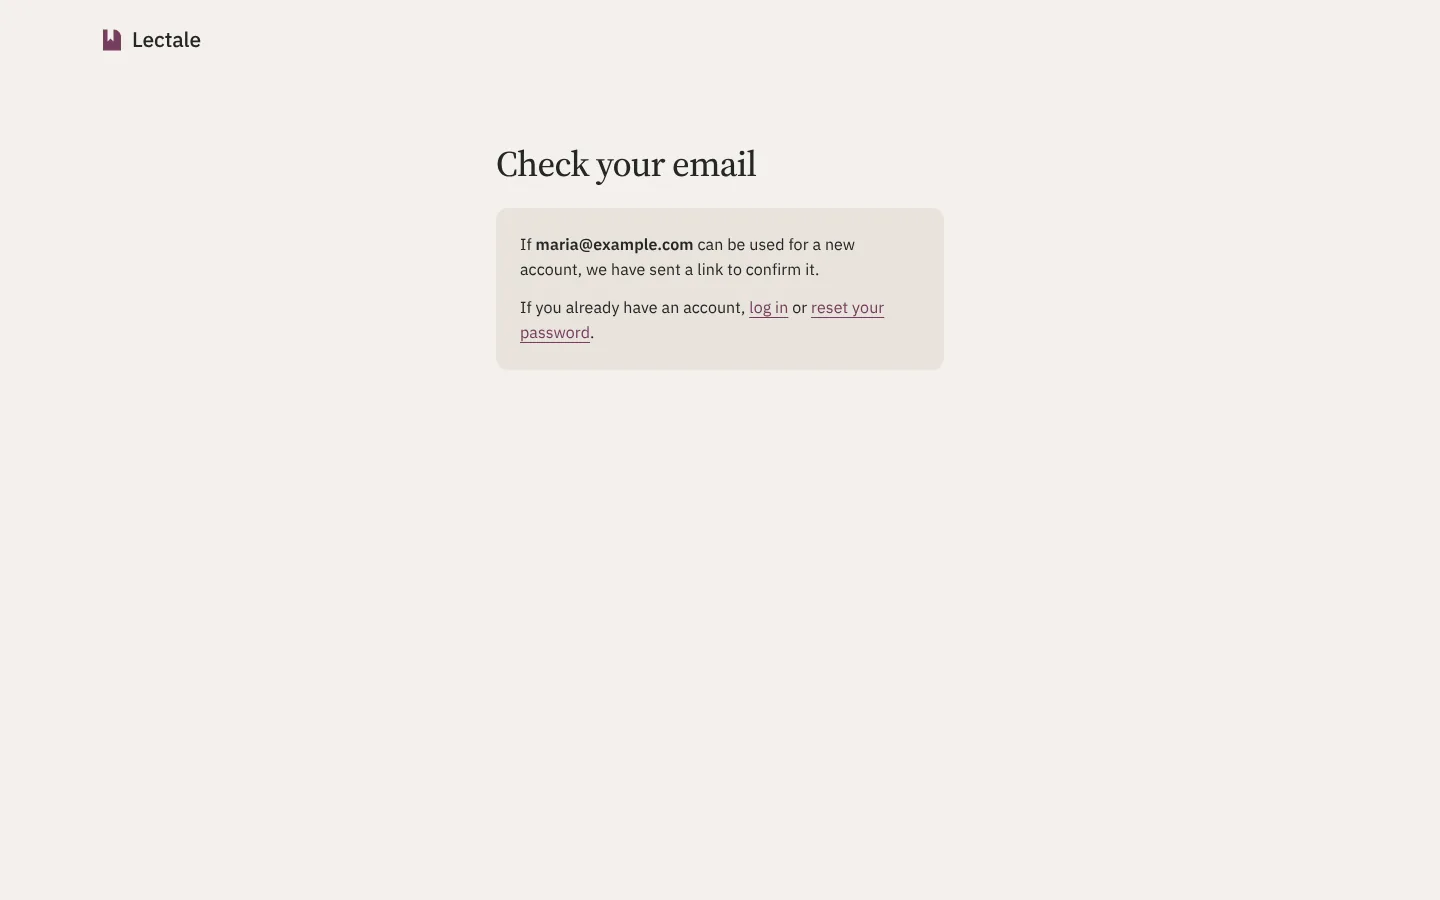 Lectale
Check your email
If maria@example.com can be used for a new
account, we have sent a link to confirm it.
If you already have an account, log in or reset your
password.